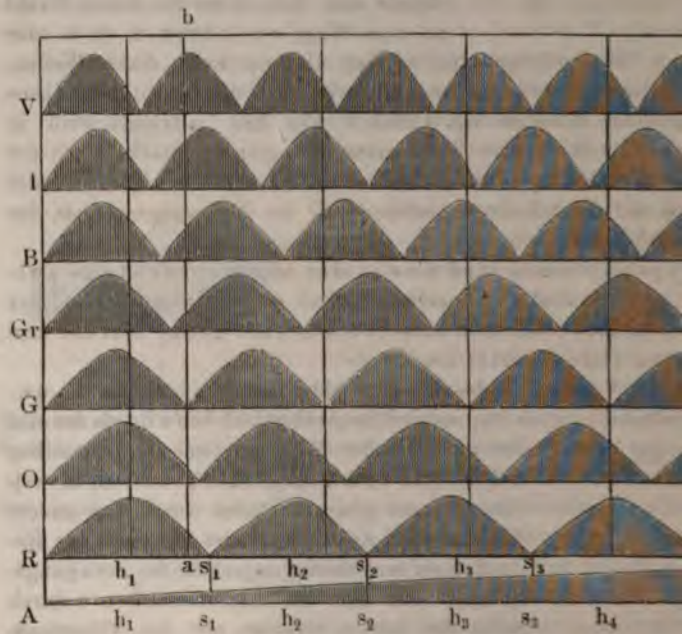 b
V
I
B
Gr
G
O
R
h₁ a s₁ h₂ s₂ h₃ s₃
A h₁ s₁ h₂ s₂ h₃ s₃ h₄